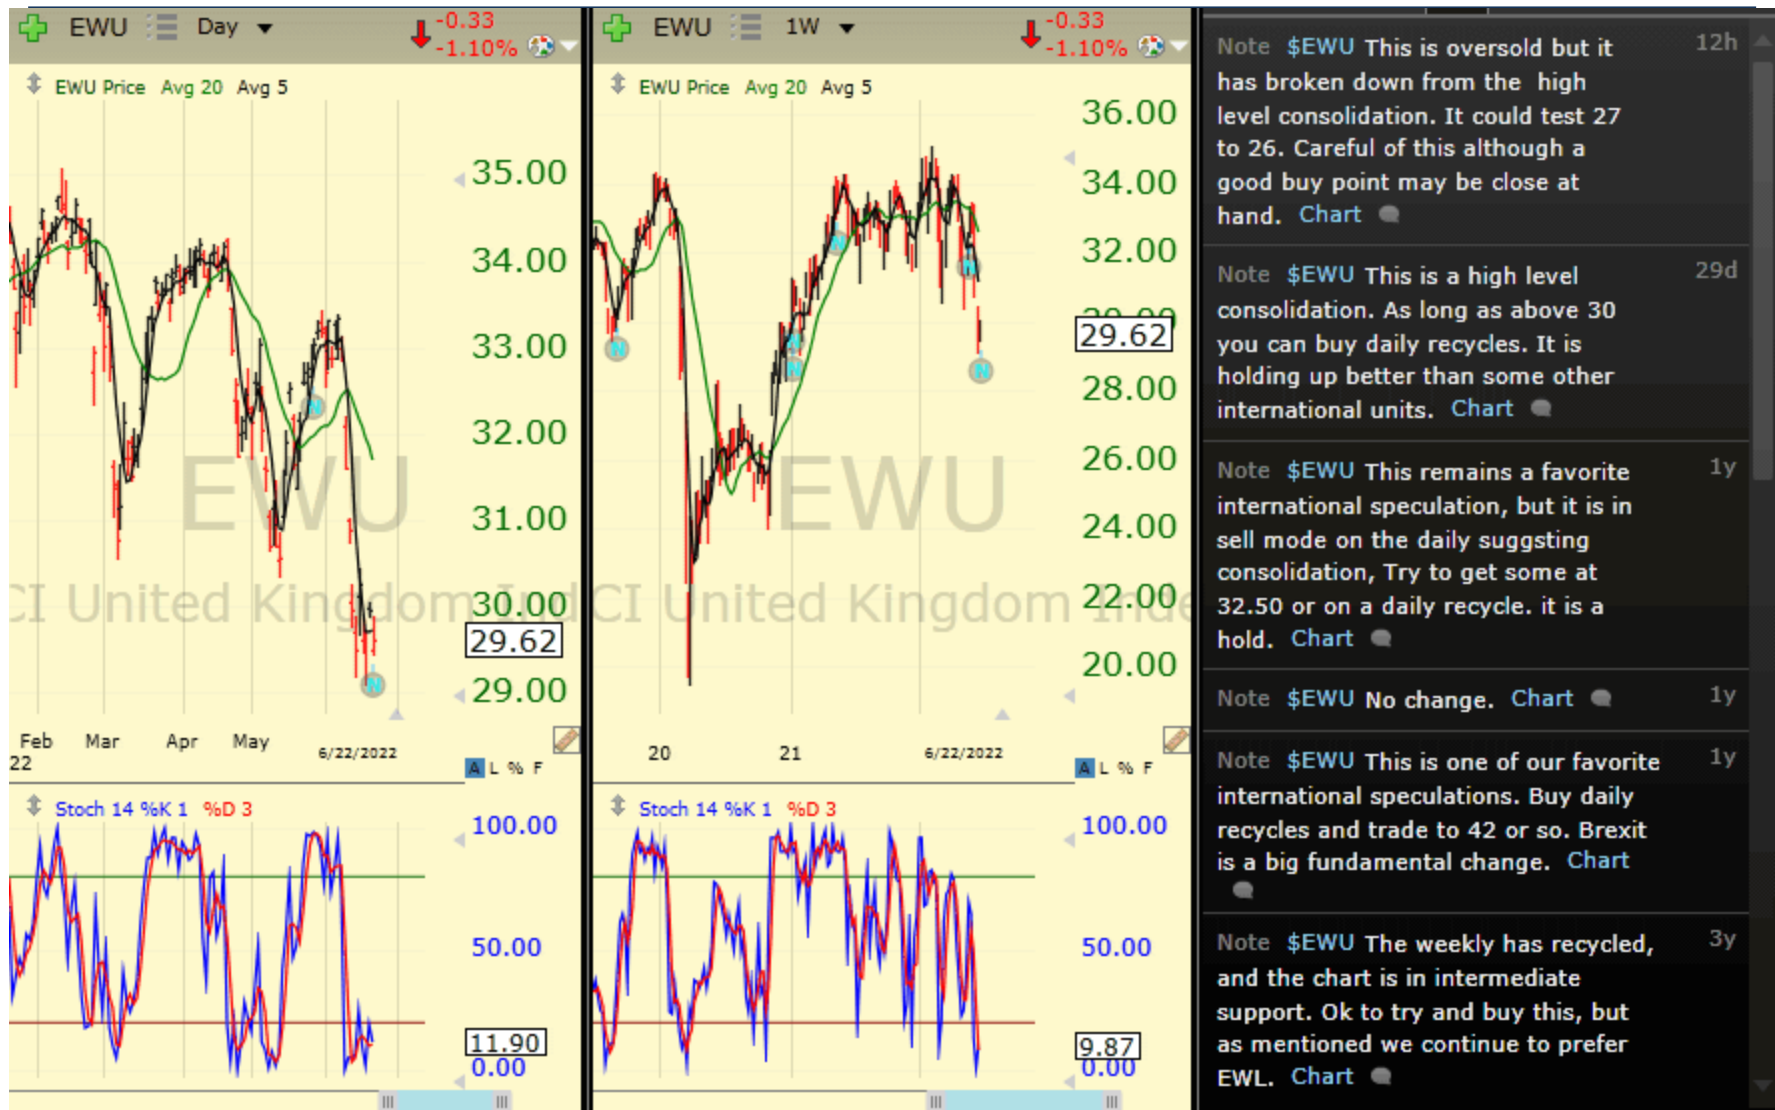 EWU Day -0.33
-1.10%
EWU Price Avg 20 Avg 5
35.00
34.00
33.00
32.00
31.00
30.00
29.62
29.00
EWU
CI United Kingdom Ind
Feb Mar Apr May 6/22/2022
22
A L % F
Stoch 14 %K 1 %D 3
100.00
50.00
11.90
0.00
EWU 1W -0.33
-1.10%
EWU Price Avg 20 Avg 5
36.00
34.00
32.00
30.00
29.62
28.00
26.00
24.00
22.00
20.00
EWU
CI United Kingdom Inde
20 21 6/22/2022
A L % F
Stoch 14 %K 1 %D 3
100.00
50.00
9.87
0.00
N
N
N
N
N
N
N
N
Note $EWU This is oversold but it 12h
has broken down from the high
level consolidation. It could test 27
to 26. Careful of this although a
good buy point may be close at
hand. Chart
Note $EWU This is a high level 29d
consolidation. As long as above 30
you can buy daily recycles. It is
holding up better than some other
international units. Chart
Note $EWU This remains a favorite 1y
international speculation, but it is in
sell mode on the daily suggsting
consolidation, Try to get some at
32.50 or on a daily recycle. it is a
hold. Chart
Note $EWU No change. Chart 1y
Note $EWU This is one of our favorite 1y
international speculations. Buy daily
recycles and trade to 42 or so. Brexit
is a big fundamental change. Chart
Note $EWU The weekly has recycled, 3y
and the chart is in intermediate
support. Ok to try and buy this, but
as mentioned we continue to prefer
EWL. Chart